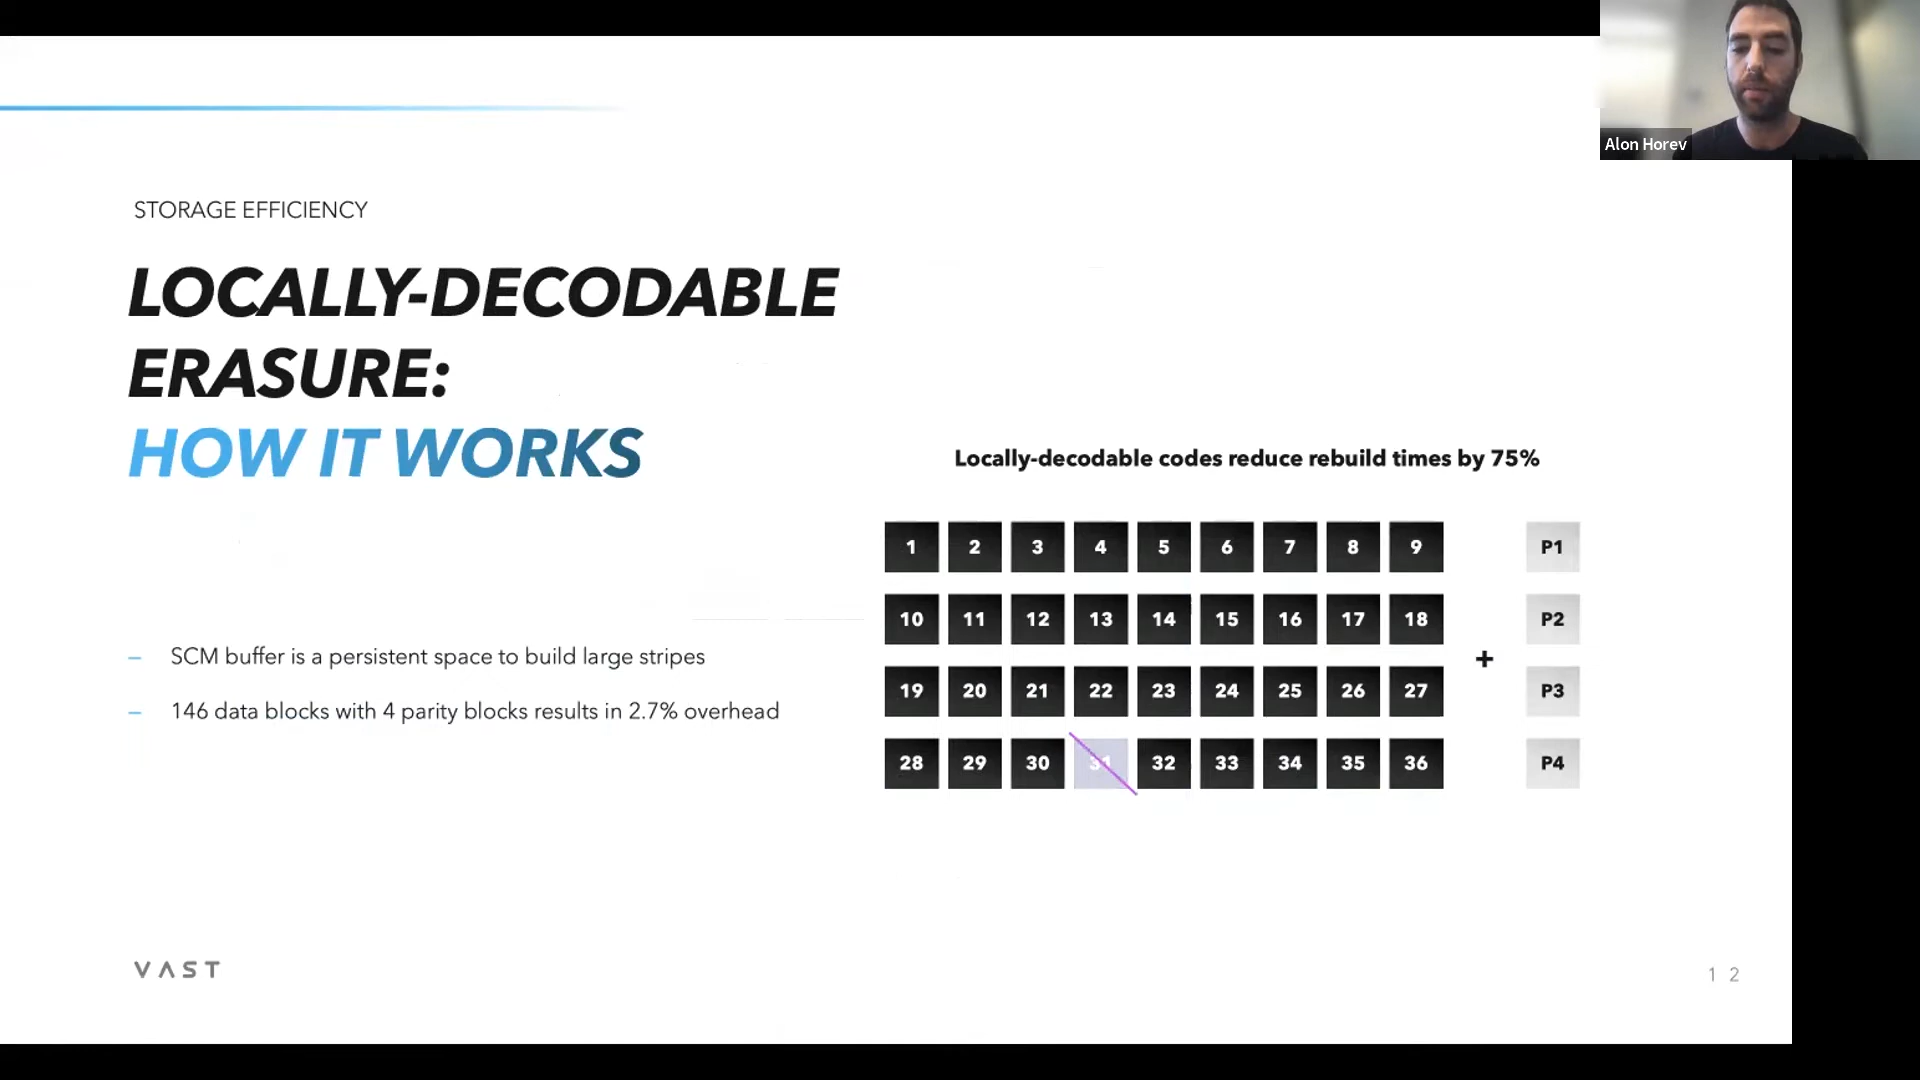 Alon Horev
STORAGE EFFICIENCY
LOCALLY-DECODABLE
ERASURE:
HOW IT WORKS
– SCM buffer is a persistent space to build large stripes
– 146 data blocks with 4 parity blocks results in 2.7% overhead
Locally-decodable codes reduce rebuild times by 75%
1 2 3 4 5 6 7 8 9 P1
10 11 12 13 14 15 16 17 18 P2
+
19 20 21 22 23 24 25 26 27 P3
28 29 30 31 32 33 34 35 36 P4
VAST
1 2